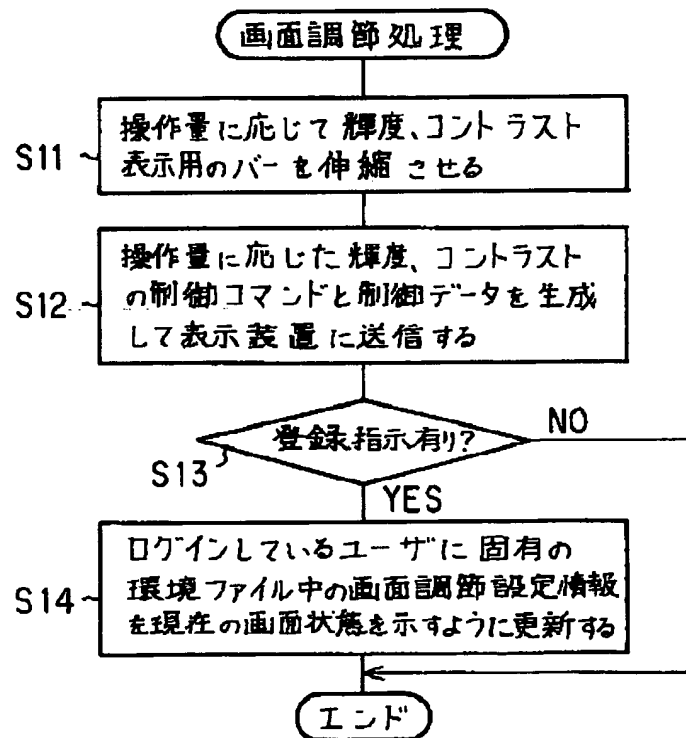 画面調節処理
S11
操作量に応じて輝度、コントラスト
表示用のバーを伸縮させる
S12
操作量に応じた輝度、コントラスト
の制御コマンドと制御データを生成
して表示装置に送信する
登録指示有り?
NO
S13
YES
S14
ログインしているユーザに固有の
環境ファイル中の画面調節設定情報
を現在の画面状態を示すように更新する
エンド